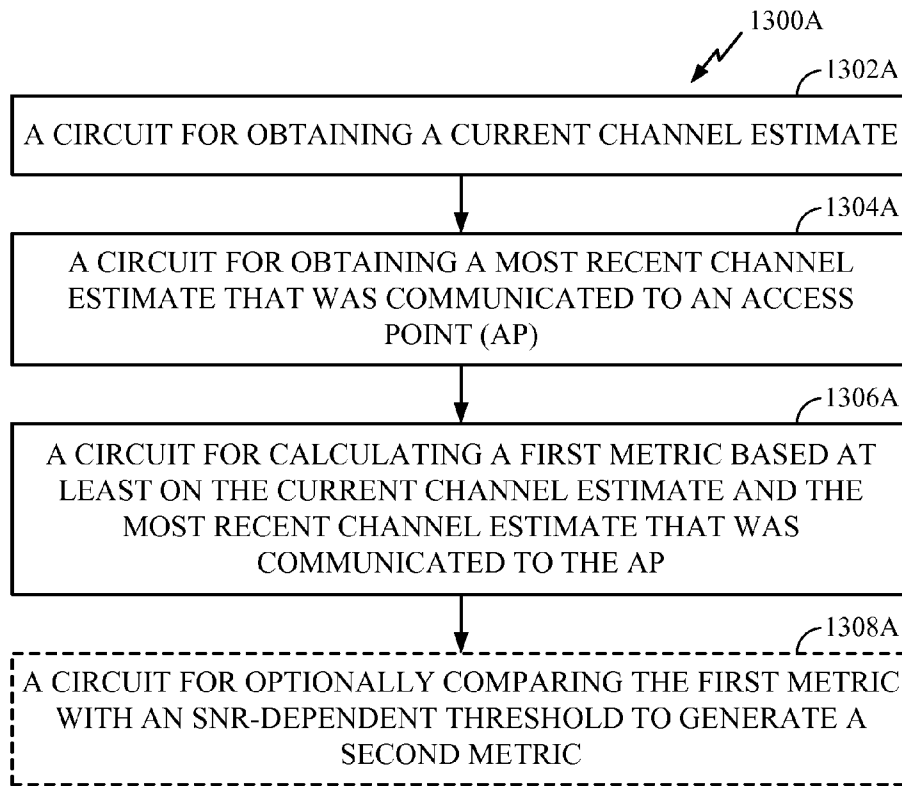 1300A
1302A
A CIRCUIT FOR OBTAINING A CURRENT CHANNEL ESTIMATE
1304A
A CIRCUIT FOR OBTAINING A MOST RECENT CHANNEL
ESTIMATE THAT WAS COMMUNICATED TO AN ACCESS
POINT (AP)
1306A
A CIRCUIT FOR CALCULATING A FIRST METRIC BASED AT
LEAST ON THE CURRENT CHANNEL ESTIMATE AND THE
MOST RECENT CHANNEL ESTIMATE THAT WAS
COMMUNICATED TO THE AP
1308A
A CIRCUIT FOR OPTIONALLY COMPARING THE FIRST METRIC
WITH AN SNR-DEPENDENT THRESHOLD TO GENERATE A
SECOND METRIC